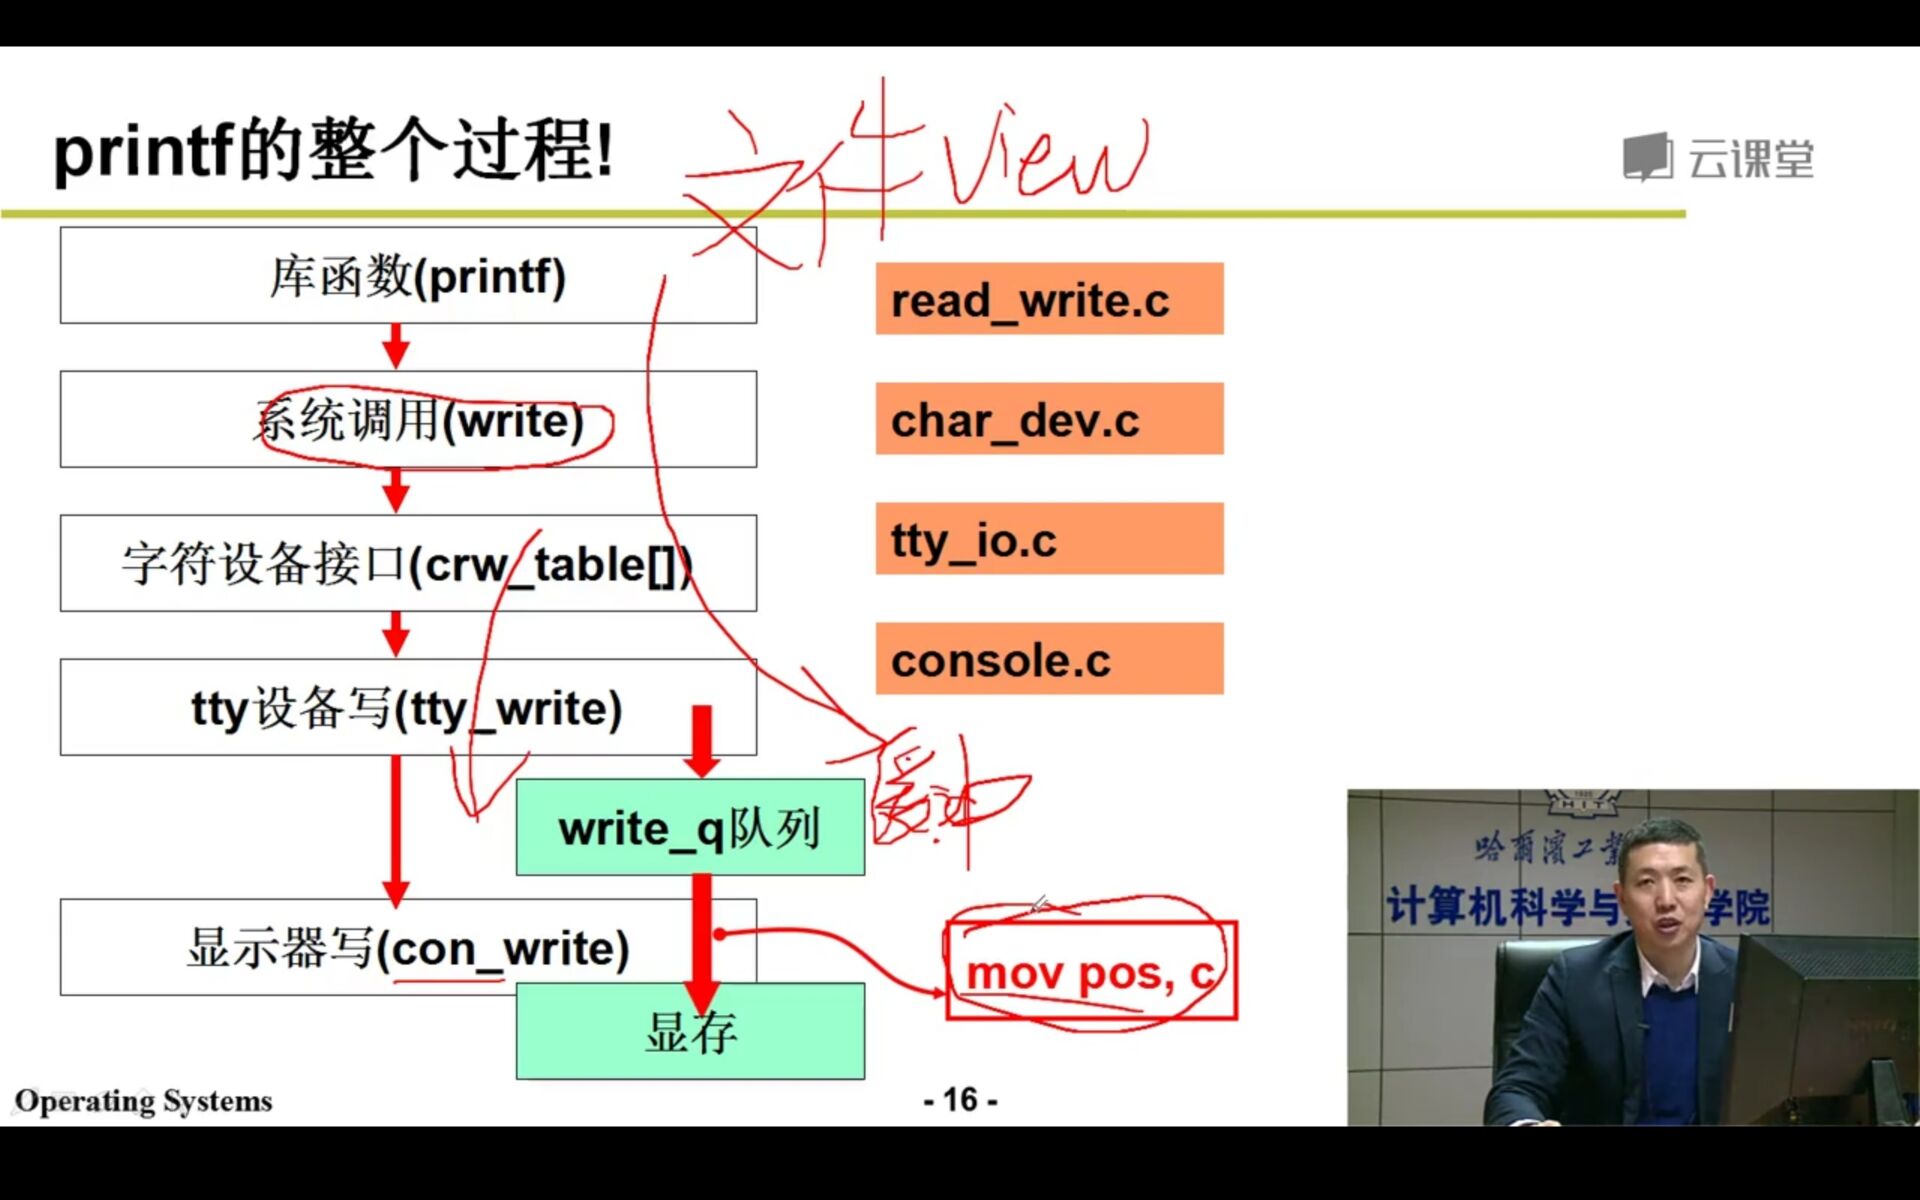 printf的整个过程!
文件view
云课堂
库函数(printf)
系统调用(write)
字符设备接口(crw_table[])
tty设备写(tty_write)
write_q队列
显示器写(con_write)
显存
read_write.c
char_dev.c
tty_io.c
console.c
缓冲
mov pos, c
HIT
哈尔滨工业
计算机科学与
学院
Operating Systems
- 16 -